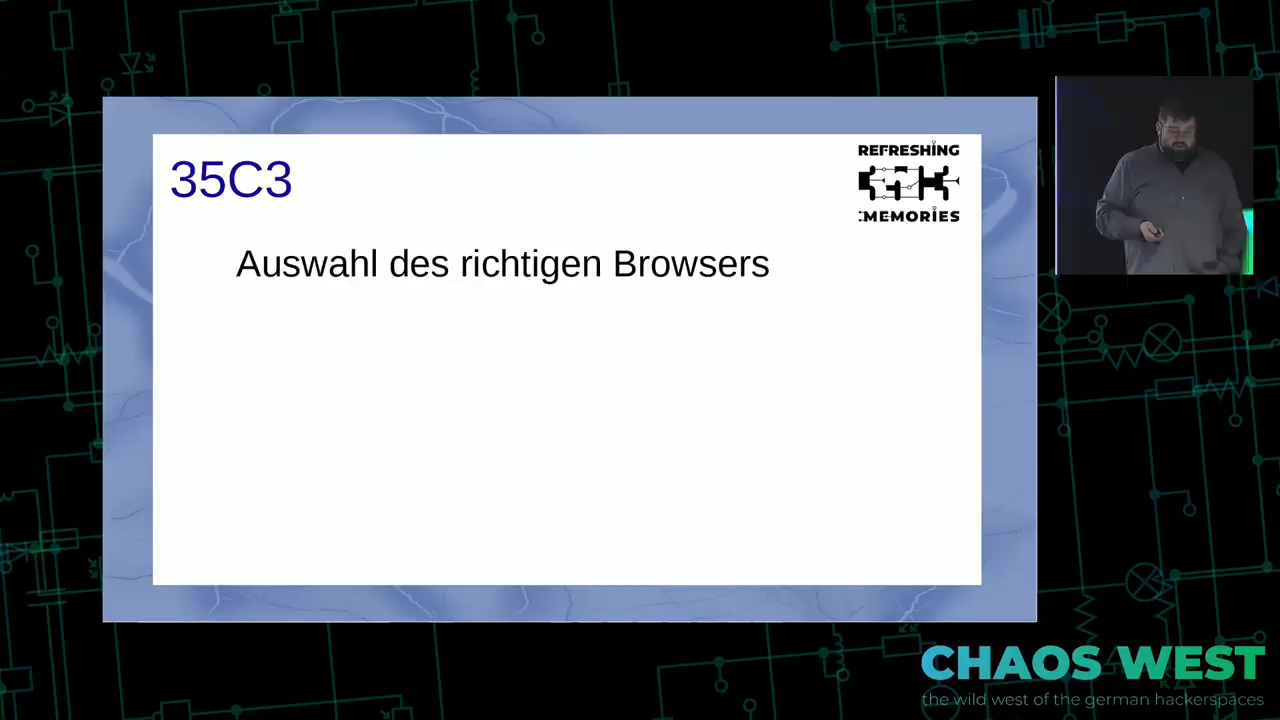 35C3
REFRESHING
MEMORIES
Auswahl des richtigen Browsers
CHAOS WEST
the wild west of the german hackerspaces